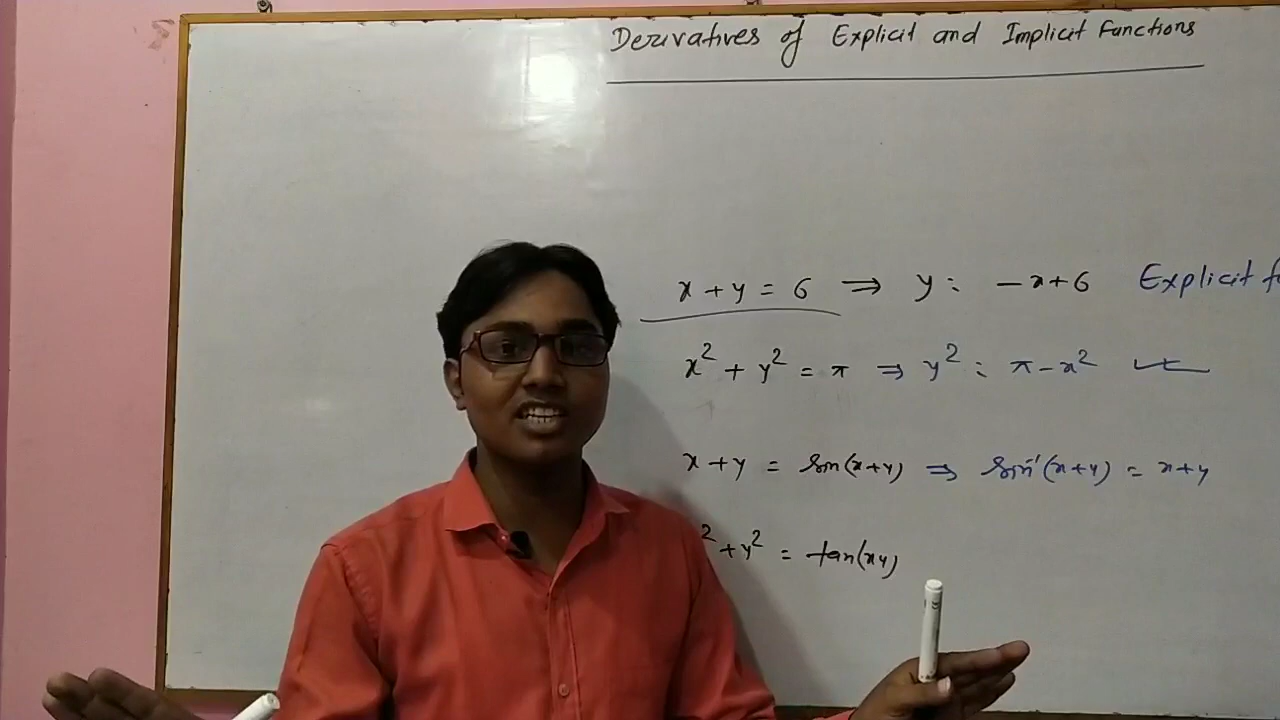 Derivatives of Explicit and Implicit Functions
x + y = 6 ⇒ y = -x+6 Explicit f
x² + y² = π ⇒ y² = π - x²
x + y = Sin(x+y) ⇒ Sin⁻¹(x+y) = x+y
² + y² = tan(xy)